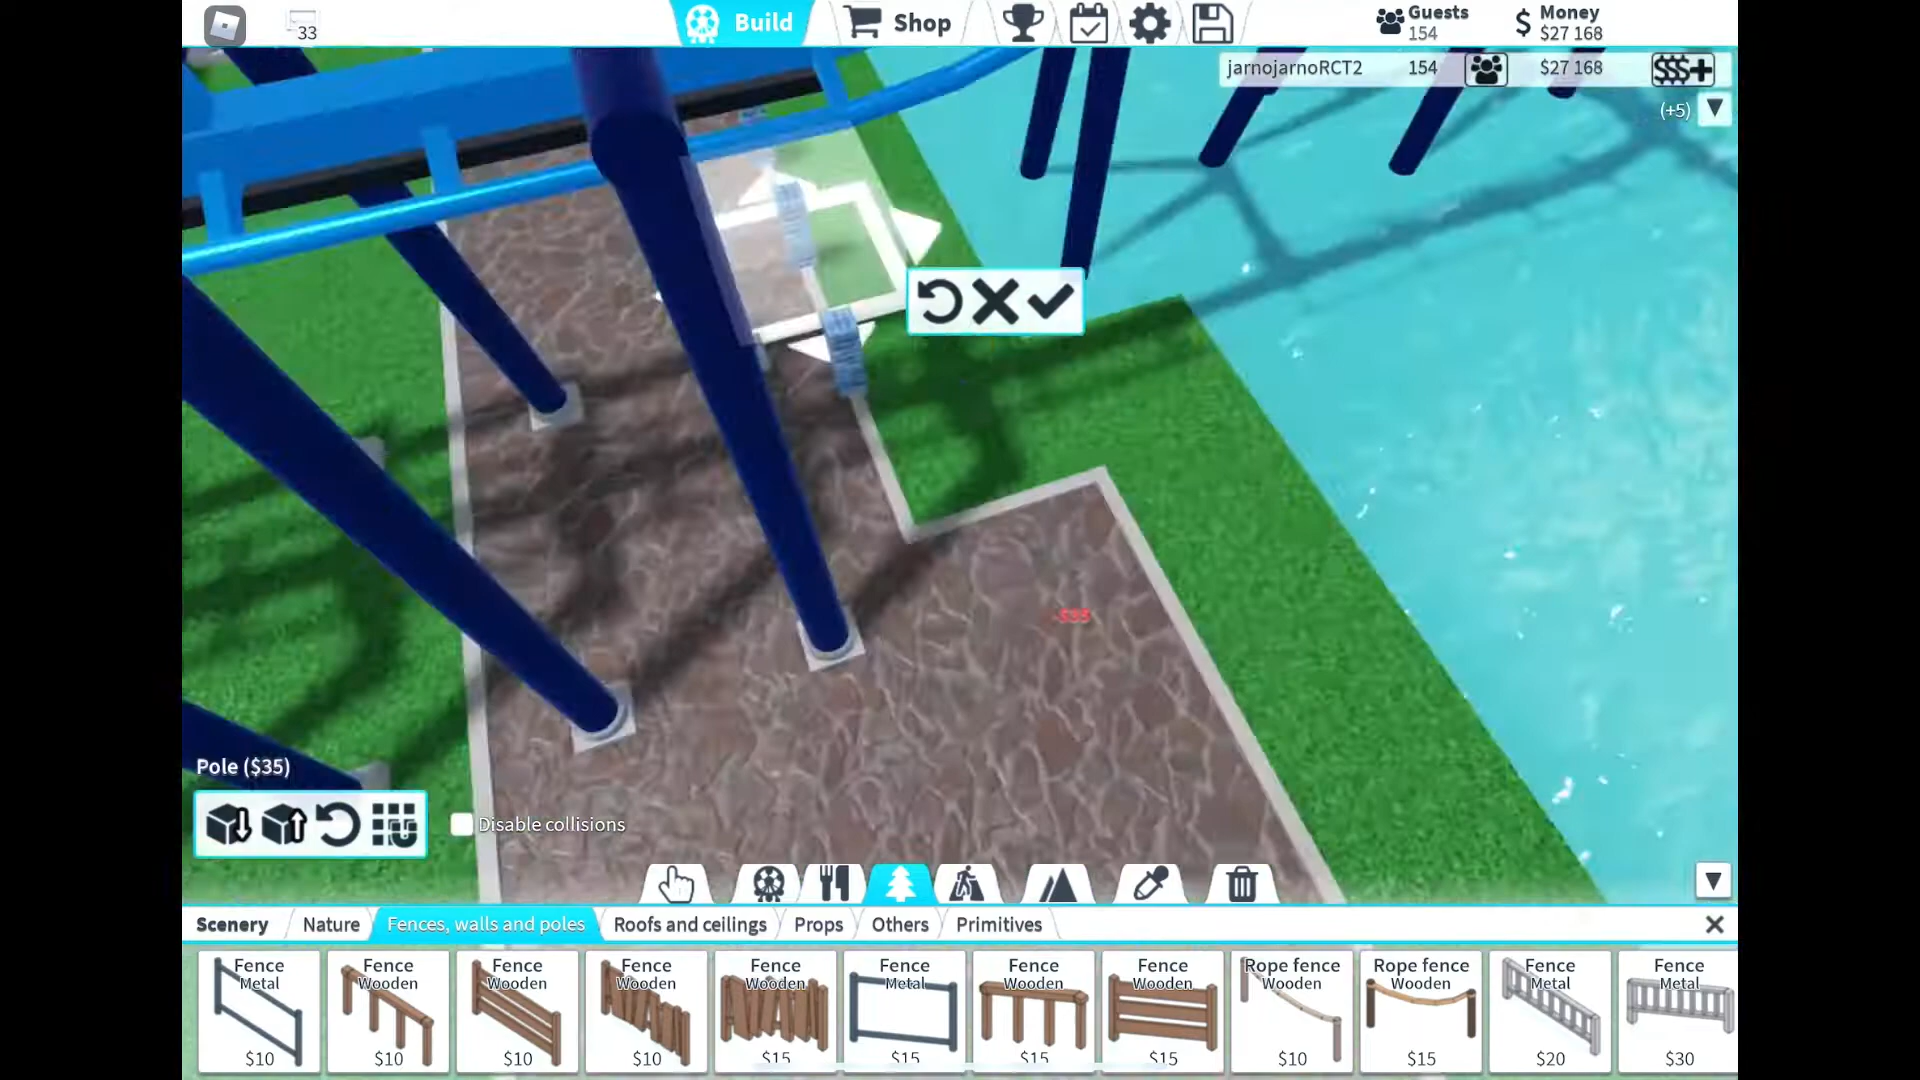 33
Build
Shop
Guests
154
Money
$27 168
jarnojarnoRCT2 154 $27 168
(+5)
-$35
Pole ($35)
Disable collisions
Scenery Nature Fences, walls and poles Roofs and ceilings Props Others Primitives
Fence
Metal
$10
Fence
Wooden
$10
Fence
Wooden
$10
Fence
Wooden
$10
Fence
Wooden
$15
Fence
Metal
$15
Fence
Wooden
$15
Fence
Wooden
$15
Rope fence
Wooden
$10
Rope fence
Wooden
$15
Fence
Metal
$20
Fence
Metal
$30